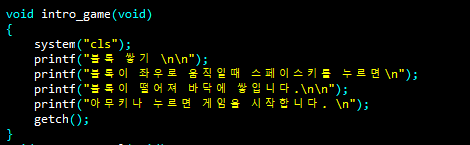 void intro_game(void)
{
system("cls");
printf("블록 쌓기 \n\n");
printf("블록이 좌우로 움직일때 스페이스키를 누르면\n");
printf("블록이 떨어져 바닥에 쌓입니다.\n\n");
printf("아무키나 누르면 게임을 시작합니다. \n");
getch();
}